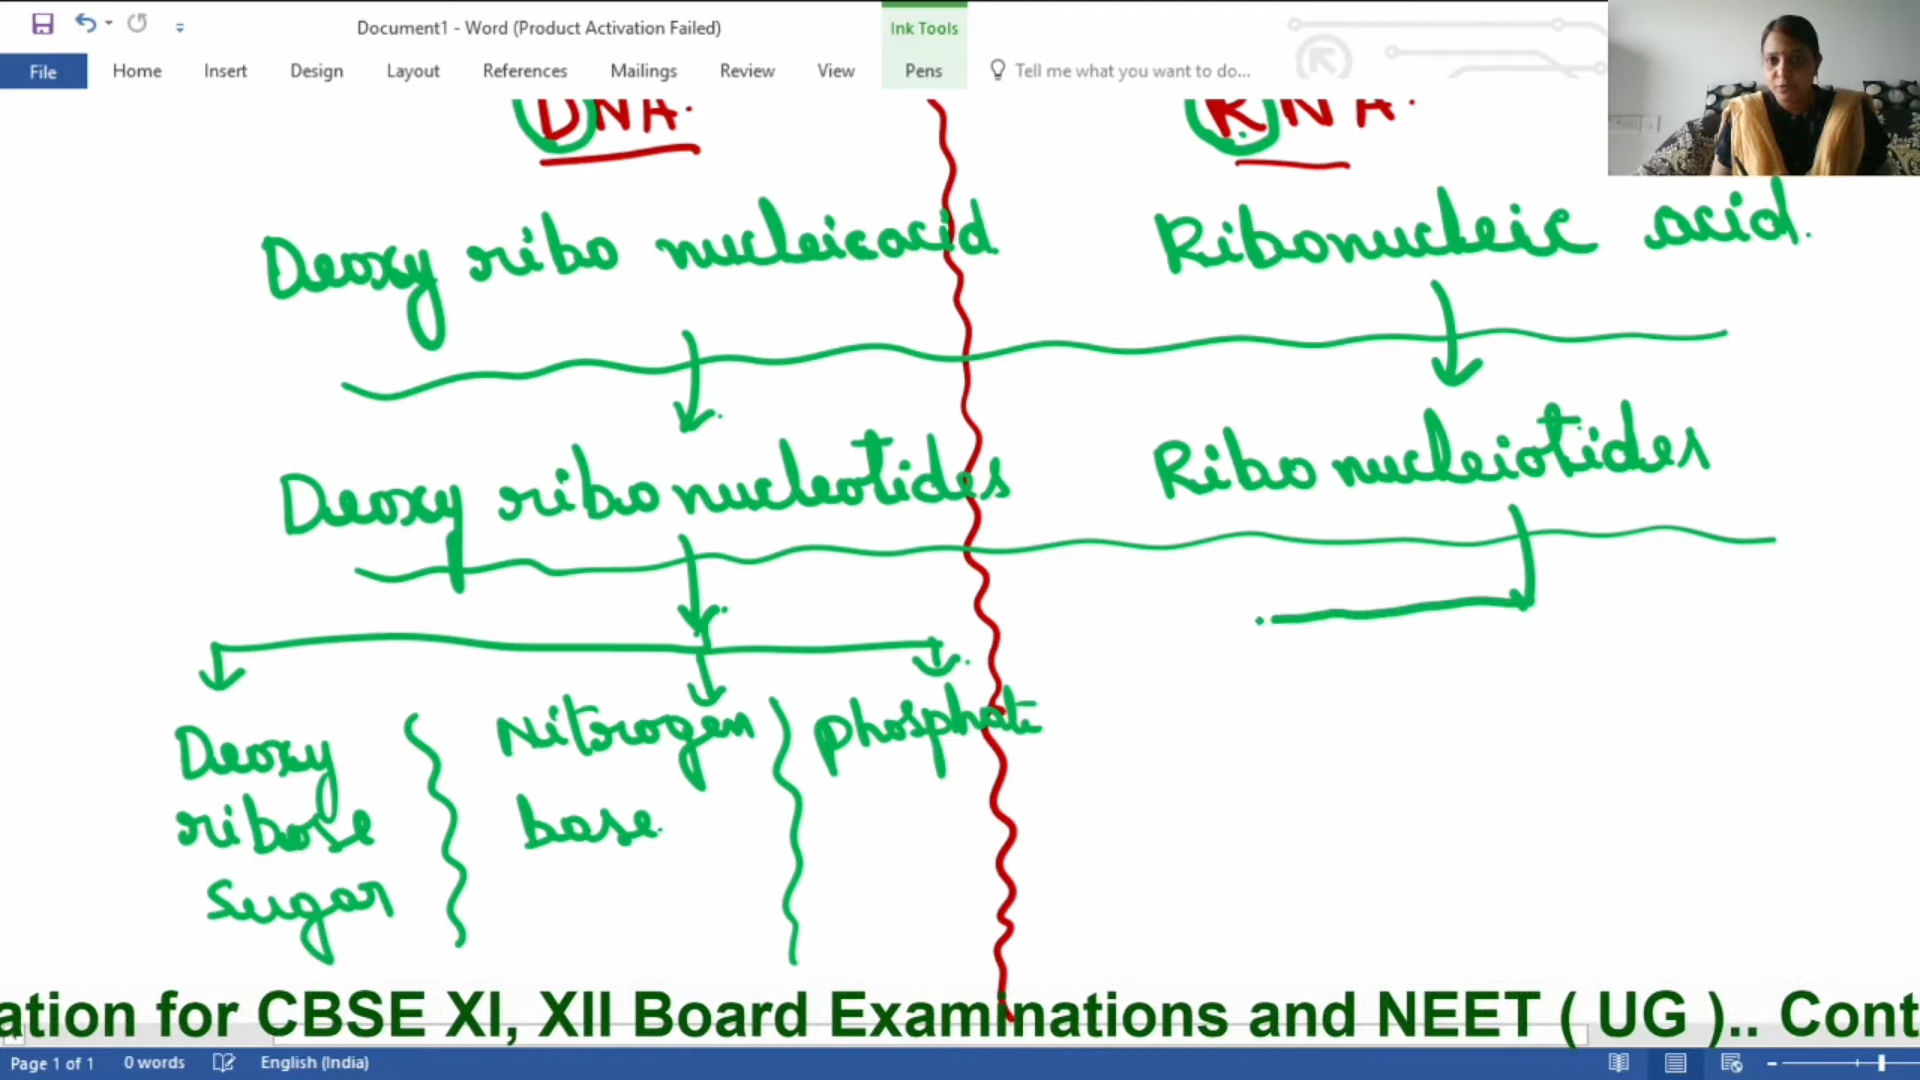 Document1 - Word (Product Activation Failed)
Ink Tools
File Home Insert Design Layout References Mailings Review View Pens Tell me what you want to do...
DNA. RNA.
Deoxy ribo nucleicacid
Ribonucleic acid.
Deoxy ribo nucleotides
Ribo nucleiotides
Deoxy
ribose
sugar
Nitrogen
base.
phosphate
ation for CBSE XI, XII Board Examinations and NEET ( UG ).. Cont
Page 1 of 1 0 words English (India)